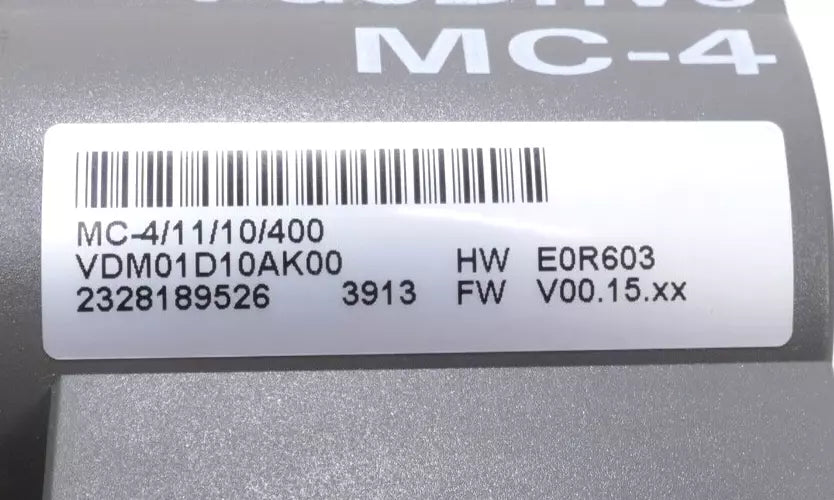 MC-4
MC-4/11/10/400
VDM01D10AK00 HW E0R603
2328189526 3913 FW V00.15.xx